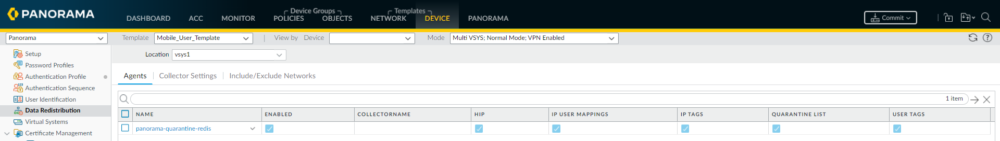 PANORAMA
Device Groups
Templates
DASHBOARD ACC MONITOR POLICIES OBJECTS NETWORK DEVICE PANORAMA
Commit
Panorama Template Mobile_User_Template View by Device Mode Multi VSYS; Normal Mode; VPN Enabled
Location vsys1
Setup
Password Profiles
Authentication Profile
Authentication Sequence
User Identification
Data Redistribution
Virtual Systems
Certificate Management
Agents Collector Settings Include/Exclude Networks
1 item
NAME ENABLED COLLECTORNAME HIP IP USER MAPPINGS IP TAGS QUARANTINE LIST USER TAGS
panorama-quarantine-redis